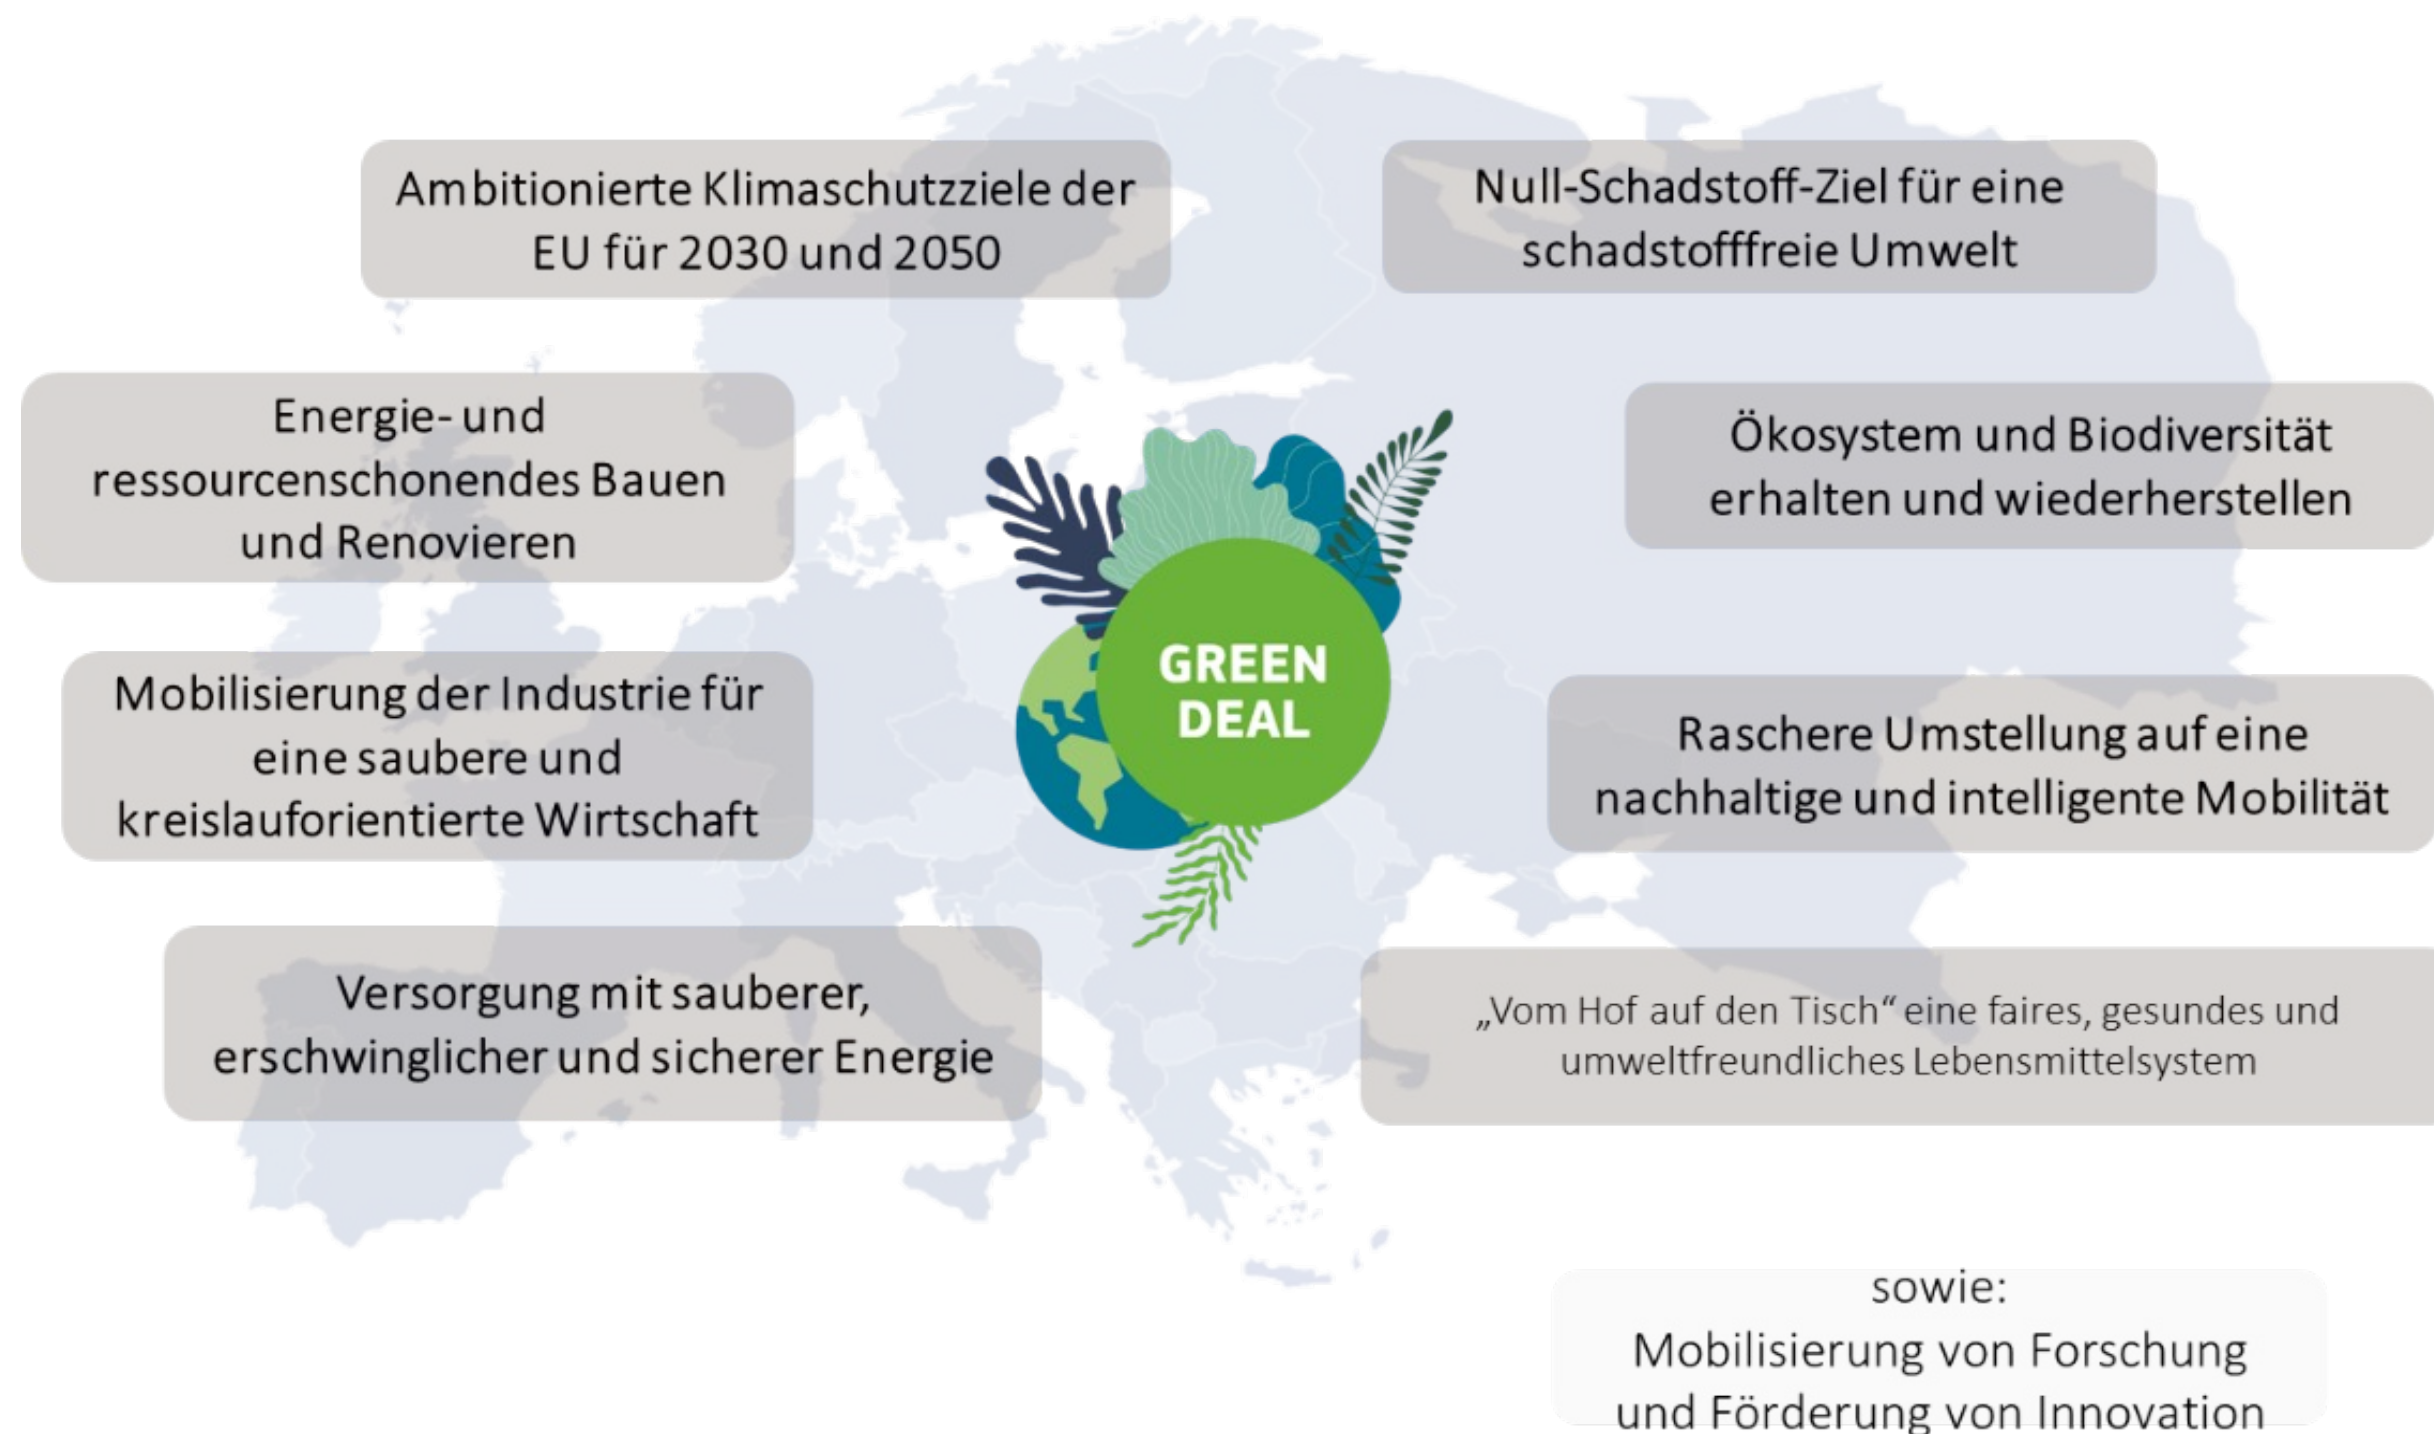 Ambitionierte Klimaschutzziele der
EU für 2030 und 2050
Null-Schadstoff-Ziel für eine
schadstofffreie Umwelt
Energie- und
ressourcenschonendes Bauen
und Renovieren
Ökosystem und Biodiversität
erhalten und wiederherstellen
GREEN
DEAL
Mobilisierung der Industrie für
eine saubere und
kreislauforientierte Wirtschaft
Raschere Umstellung auf eine
nachhaltige und intelligente Mobilität
Versorgung mit sauberer,
erschwinglicher und sicherer Energie
„Vom Hof auf den Tisch“ eine faires, gesundes und
umweltfreundliches Lebensmittelsystem
sowie:
Mobilisierung von Forschung
und Förderung von Innovation